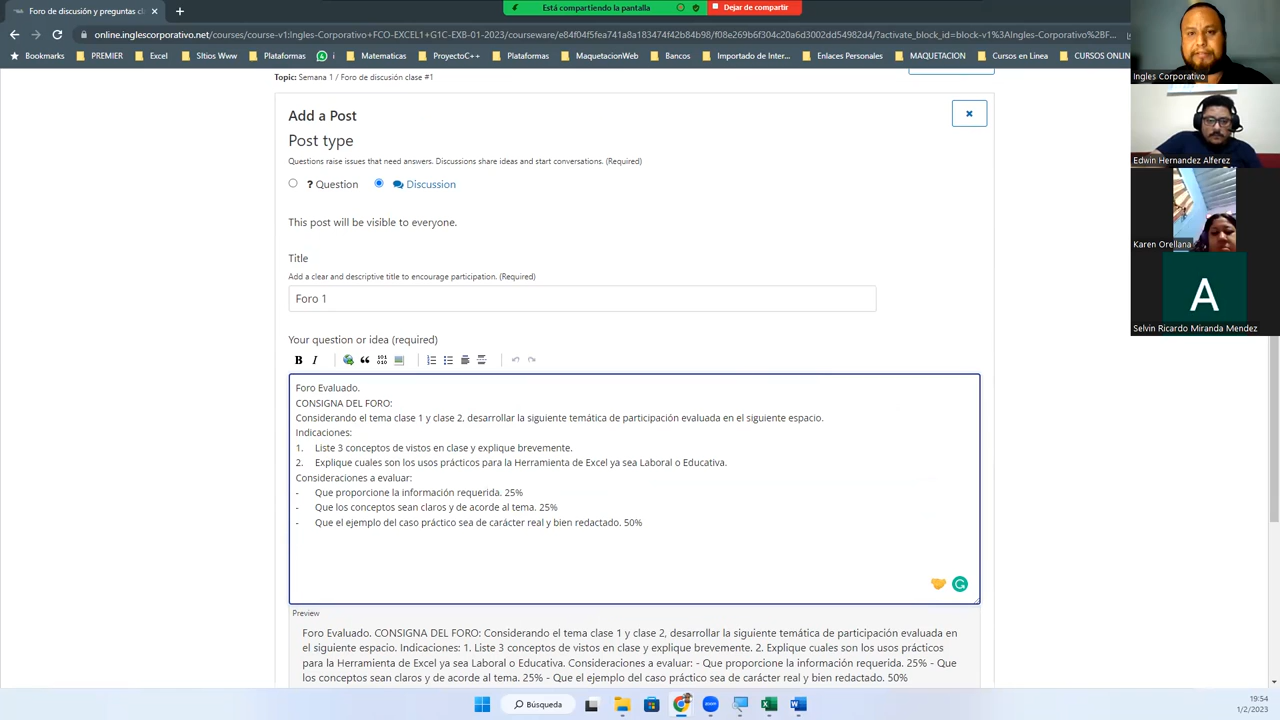 Foro de discusión y preguntas cl
Está compartiendo la pantalla
Dejar de compartir
online.inglescorporativo.net/courses/course-v1:Ingles-Corporativo+FCO-EXCEL1+G1C-EXB-01-2023/courseware/e84f04f5fea741a8a183474f42b84b98/f08e269b6f304c20a6d3002dd54982d4/?activate_block_id=block-v1%3AIngles-Corporativo%2BF...
Bookmarks PREMIER Excel SItios Www Plataformas Matematicas ProyectoC++ Plataformas MaquetacionWeb Bancos Importado de Inter... Enlaces Personales MAQUETACION Cursos en Linea CURSOS ONLIN
Topic: Semana 1 / Foro de discusión clase #1
Add a Post
Post type
Questions raise issues that need answers. Discussions share ideas and start conversations. (Required)
? Question Discussion
This post will be visible to everyone.
Title
Add a clear and descriptive title to encourage participation. (Required)
Foro 1
Your question or idea (required)
B I
Foro Evaluado.
CONSIGNA DEL FORO:
Considerando el tema clase 1 y clase 2, desarrollar la siguiente temática de participación evaluada en el siguiente espacio.
Indicaciones:
1. Liste 3 conceptos de vistos en clase y explique brevemente.
2. Explique cuales son los usos prácticos para la Herramienta de Excel ya sea Laboral o Educativa.
Consideraciones a evaluar:
- Que proporcione la información requerida. 25%
- Que los conceptos sean claros y de acorde al tema. 25%
- Que el ejemplo del caso práctico sea de carácter real y bien redactado. 50%
Preview
Foro Evaluado. CONSIGNA DEL FORO: Considerando el tema clase 1 y clase 2, desarrollar la siguiente temática de participación evaluada en
el siguiente espacio. Indicaciones: 1. Liste 3 conceptos de vistos en clase y explique brevemente. 2. Explique cuales son los usos prácticos
para la Herramienta de Excel ya sea Laboral o Educativa. Consideraciones a evaluar: - Que proporcione la información requerida. 25% - Que
los conceptos sean claros y de acorde al tema. 25% - Que el ejemplo del caso práctico sea de carácter real y bien redactado. 50%
Ingles Corporativo
Edwin Hernandez Alferez
Karen Orellana
A
Selvin Ricardo Miranda Mendez
Búsqueda
19:54
1/2/2023